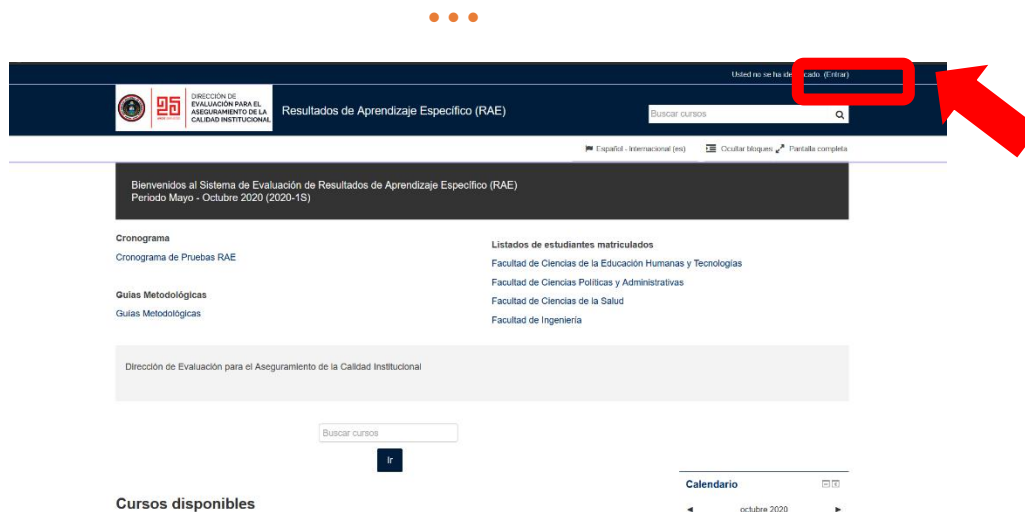 Usted no se ha cado. (Entrar)
DIRECCIÓN DE
EVALUACIÓN PARA EL
ASEGURAMIENTO DE LA
CALIDAD INSTITUCIONAL
Resultados de Aprendizaje Específico (RAE)
Buscar cursos
Español - Internacional (es)
Ocultar bloques
Pantalla completa
Bienvenidos al Sistema de Evaluación de Resultados de Aprendizaje Específico (RAE)
Periodo Mayo - Octubre 2020 (2020-1S)
Cronograma
Cronograma de Pruebas RAE
Guías Metodológicas
Guías Metodológicas
Listados de estudiantes matriculados
Facultad de Ciencias de la Educación Humanas y Tecnologías
Facultad de Ciencias Políticas y Administrativas
Facultad de Ciencias de la Salud
Facultad de Ingeniería
Dirección de Evaluación para el Aseguramiento de la Calidad Institucional
Buscar cursos
Ir
Cursos disponibles
Calendario
octubre 2020